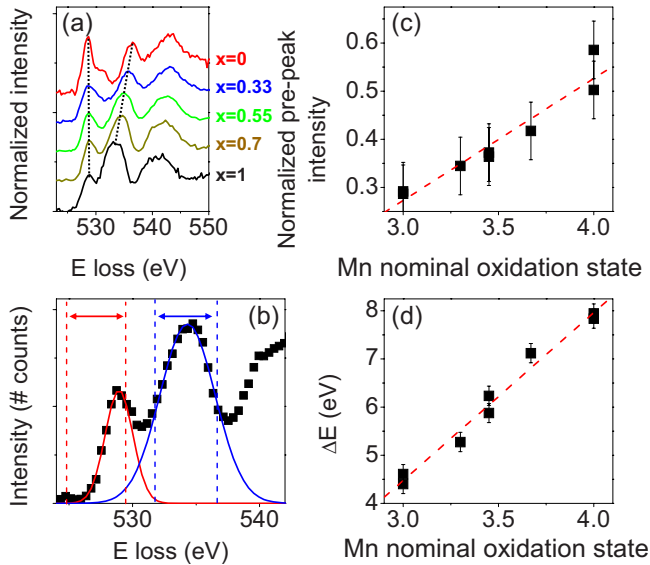 (a)
x=0
x=0.33
x=0.55
x=0.7
x=1
Normalized intensity
530 540 550
E loss (eV)
(c)
Normalized pre-peak
intensity
0.6
0.5
0.4
0.3
3.0 3.5 4.0
Mn nominal oxidation state
(b)
Intensity (# counts)
530 540
E loss (eV)
(d)
ΔE (eV)
8
7
6
5
4
3.0 3.5 4.0
Mn nominal oxidation state